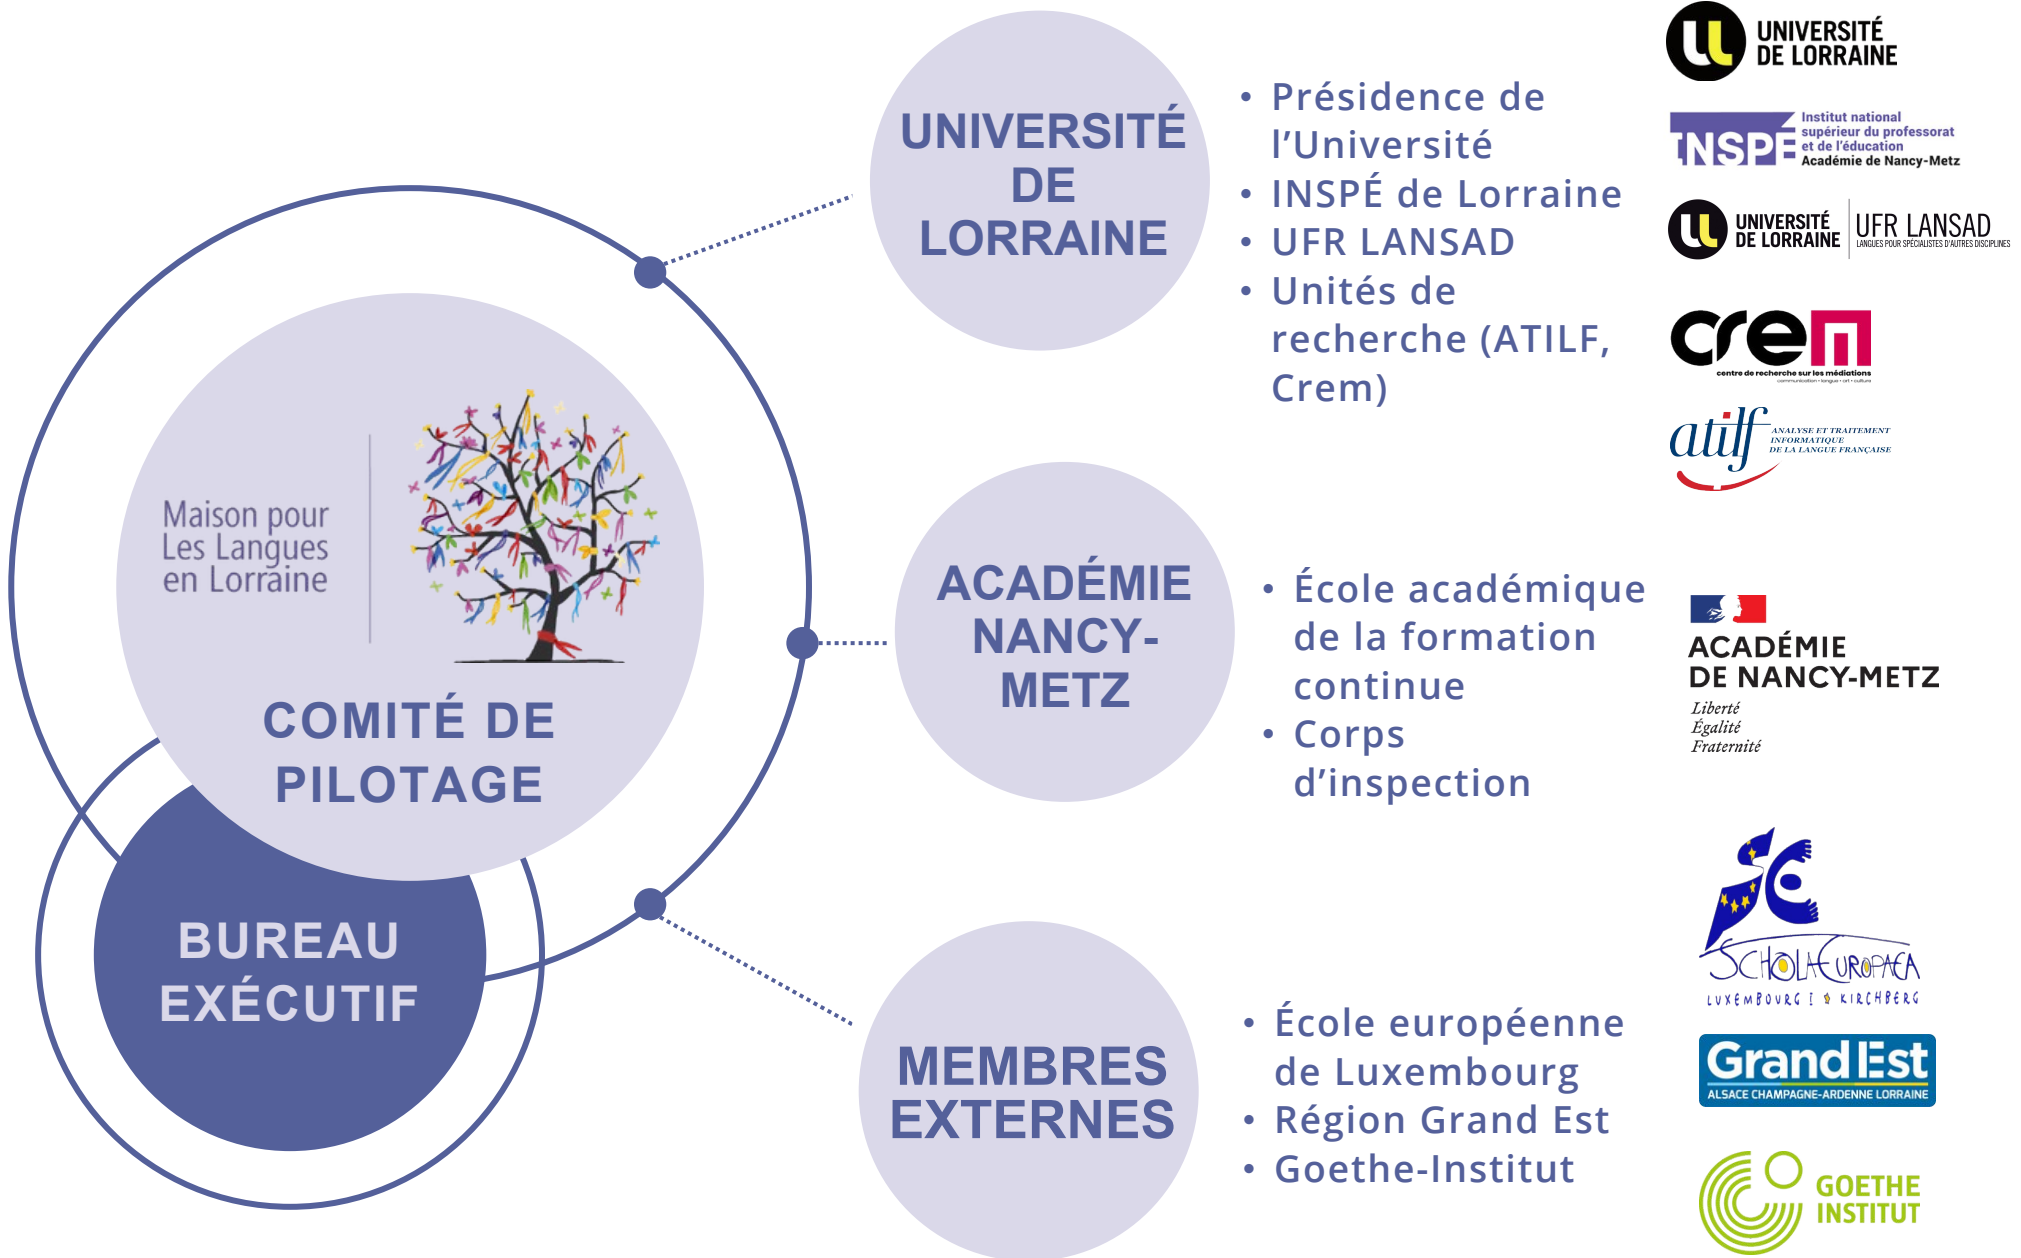 Maison pour
Les Langues
en Lorraine
COMITÉ DE
PILOTAGE
BUREAU
EXÉCUTIF
UNIVERSITÉ
DE
LORRAINE
• Présidence de
l’Université
• INSPÉ de Lorraine
• UFR LANSAD
• Unités de
recherche (ATILF,
Crem)
UNIVERSITÉ
DE LORRAINE
INSPÉ
Institut national
supérieur du professorat
et de l'éducation
Académie de Nancy-Metz
UNIVERSITÉ
DE LORRAINE
UFR LANSAD
LANGUES POUR SPÉCIALISTES D'AUTRES DISCIPLINES
crem
centre de recherche sur les médiations
communication • langue • art • culture
atilf
ANALYSE ET TRAITEMENT
INFORMATIQUE
DE LA LANGUE FRANÇAISE
ACADÉMIE
NANCY-
METZ
• École académique
de la formation
continue
• Corps
d’inspection
ACADÉMIE
DE NANCY-METZ
Liberté
Égalité
Fraternité
MEMBRES
EXTERNES
• École européenne
de Luxembourg
• Région Grand Est
• Goethe-Institut
SCHOLA EUROPAEA
LUXEMBOURG I KIRCHBERG
Grand Est
ALSACE CHAMPAGNE-ARDENNE LORRAINE
GOETHE
INSTITUT